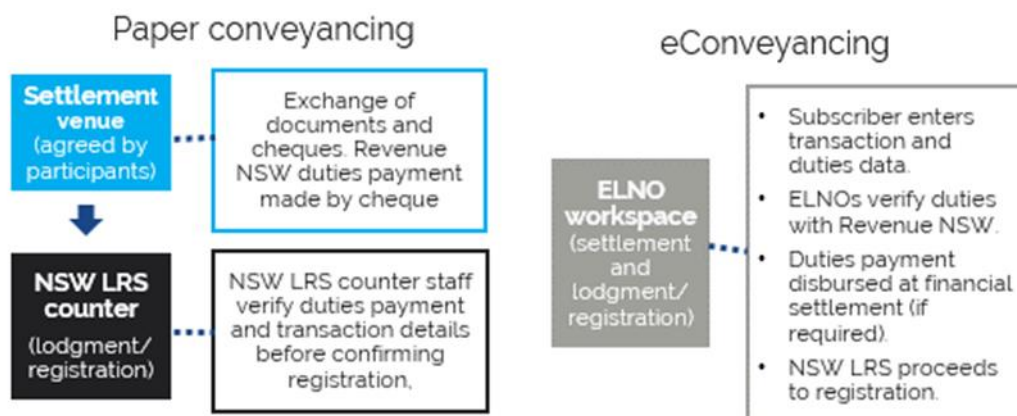 Paper conveyancing
Settlement
venue
(agreed by
participants)
Exchange of
documents and
cheques. Revenue
NSW duties payment
made by cheque
NSW LRS
counter
(lodgment/
registration)
NSW LRS counter staff
verify duties payment
and transaction details
before confirming
registration,
eConveyancing
ELNO
workspace
(settlement
and
lodgment/
registration)
• Subscriber enters
transaction and
duties data.
• ELNOs verify duties
with Revenue NSW.
• Duties payment
disbursed at financial
settlement (if
required).
• NSW LRS proceeds
to registration.